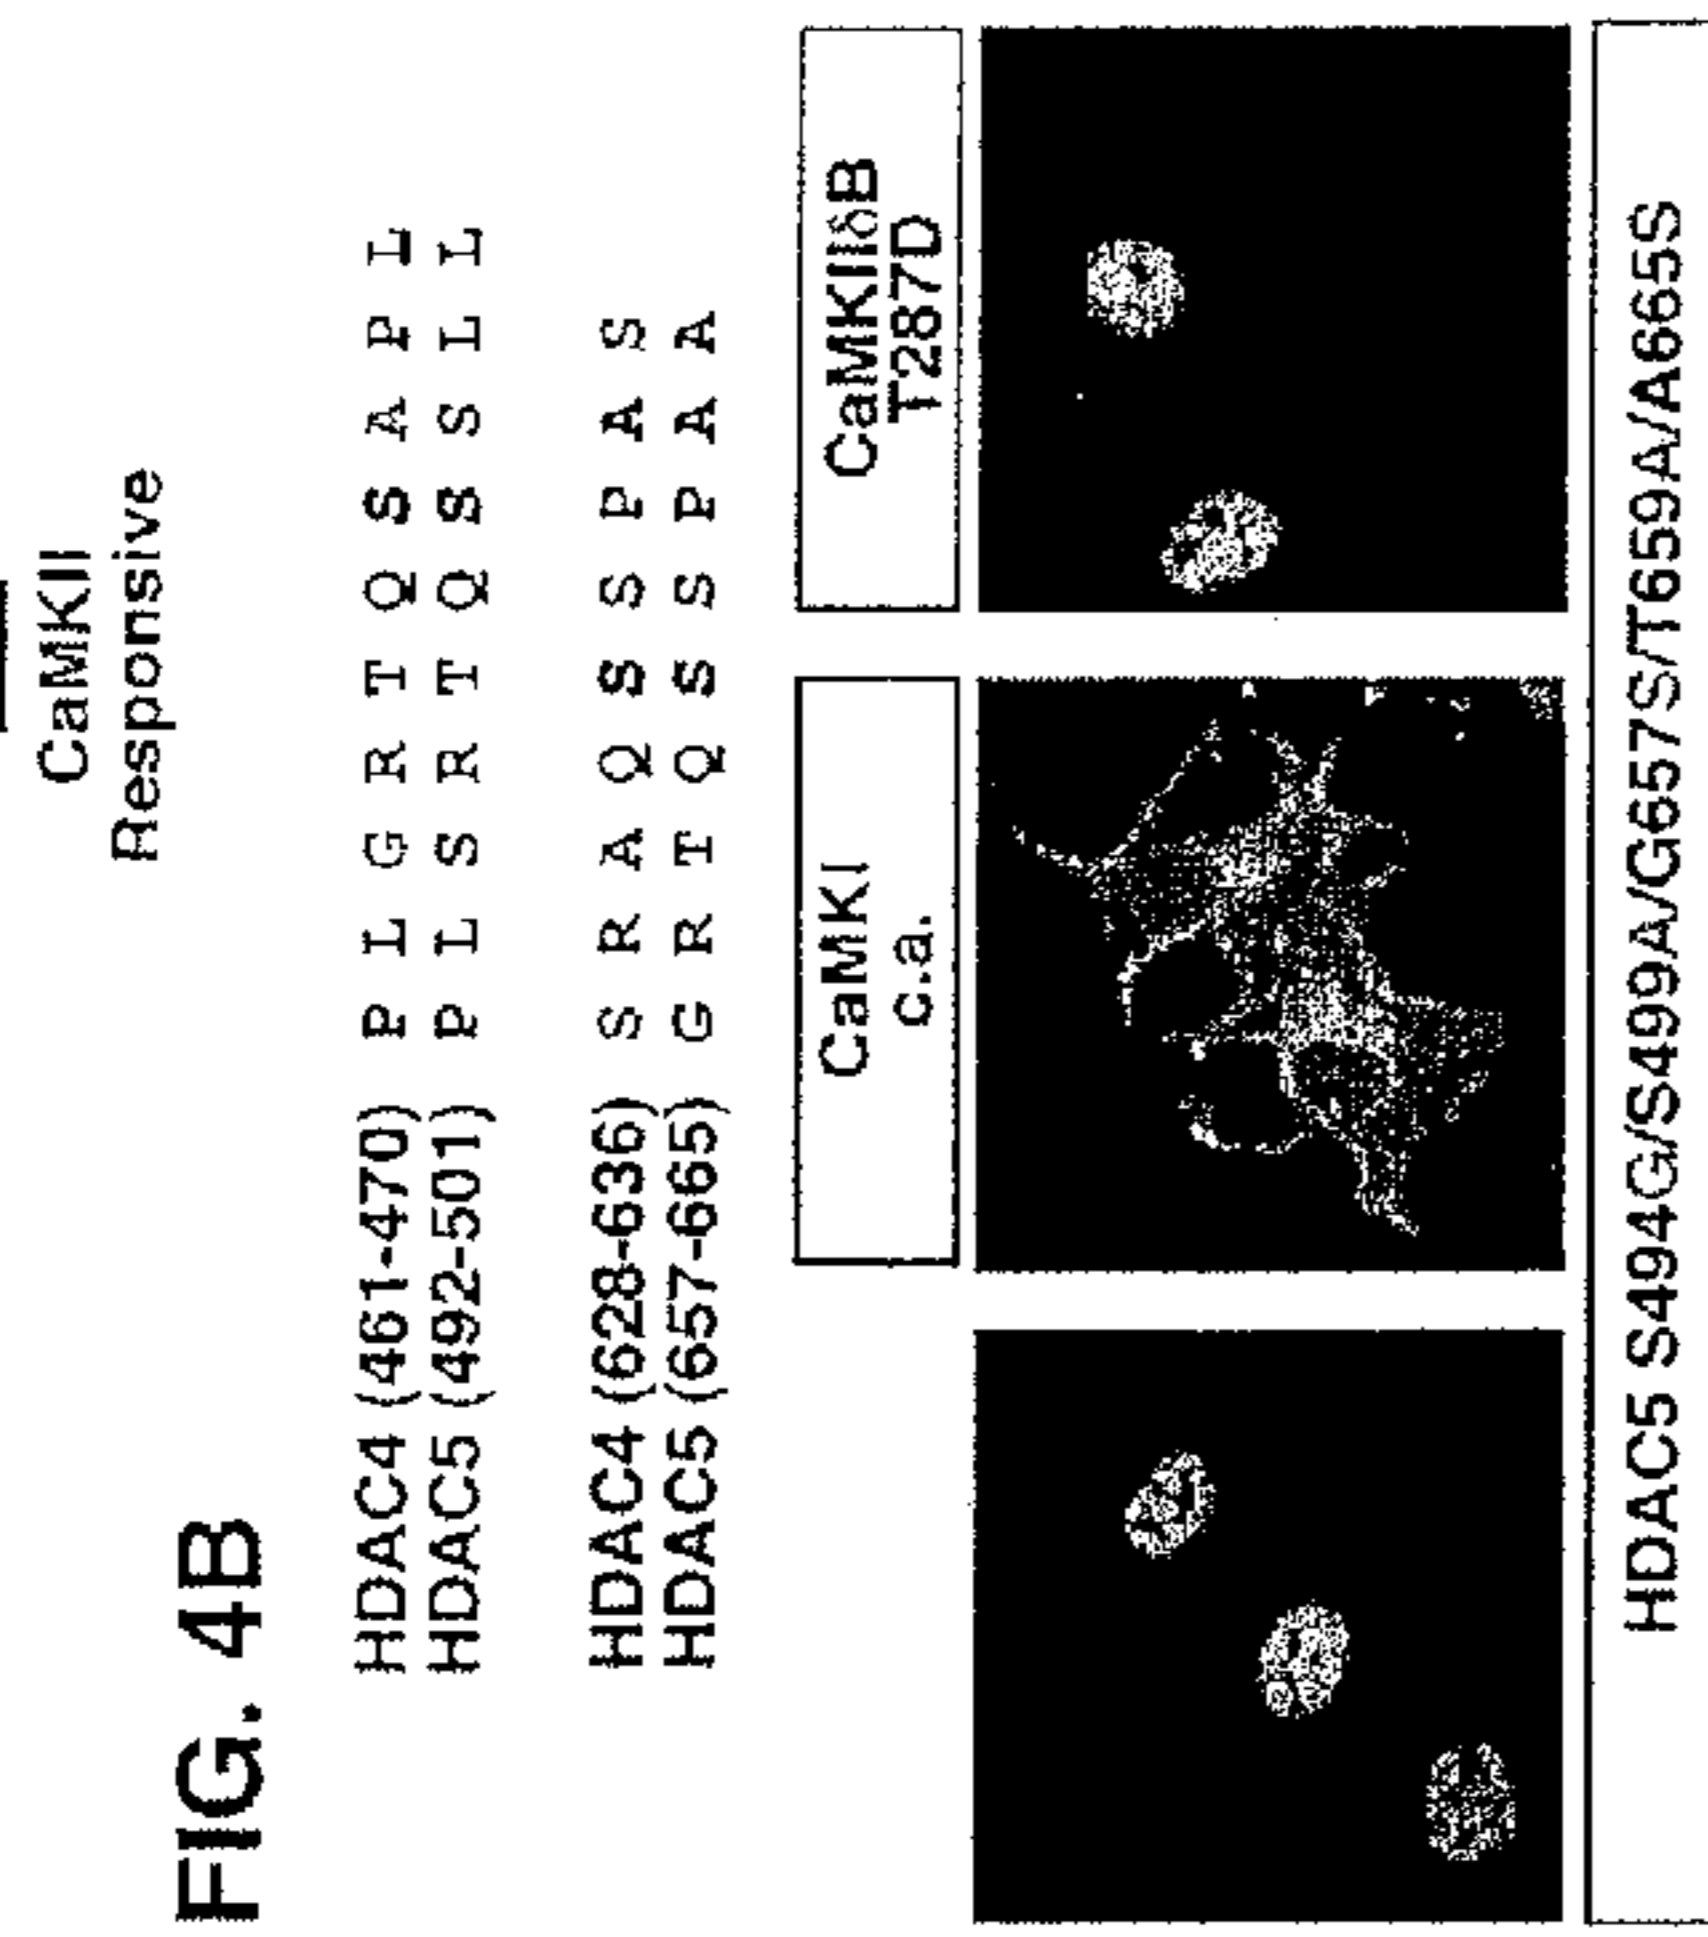 FIG. 4B
CaMKII
Responsive
HDAC4 (461-470) P L G R T Q S A P L
HDAC5 (492-501) P L S R T Q S S L L
HDAC4 (628-636) S R A Q S S P A S
HDAC5 (657-665) G R T Q S S P A A
CaMKI
c.a.
CaMKIIδB
T287D
HDAC5 S494G/S499A/G657S/T659A/A665S